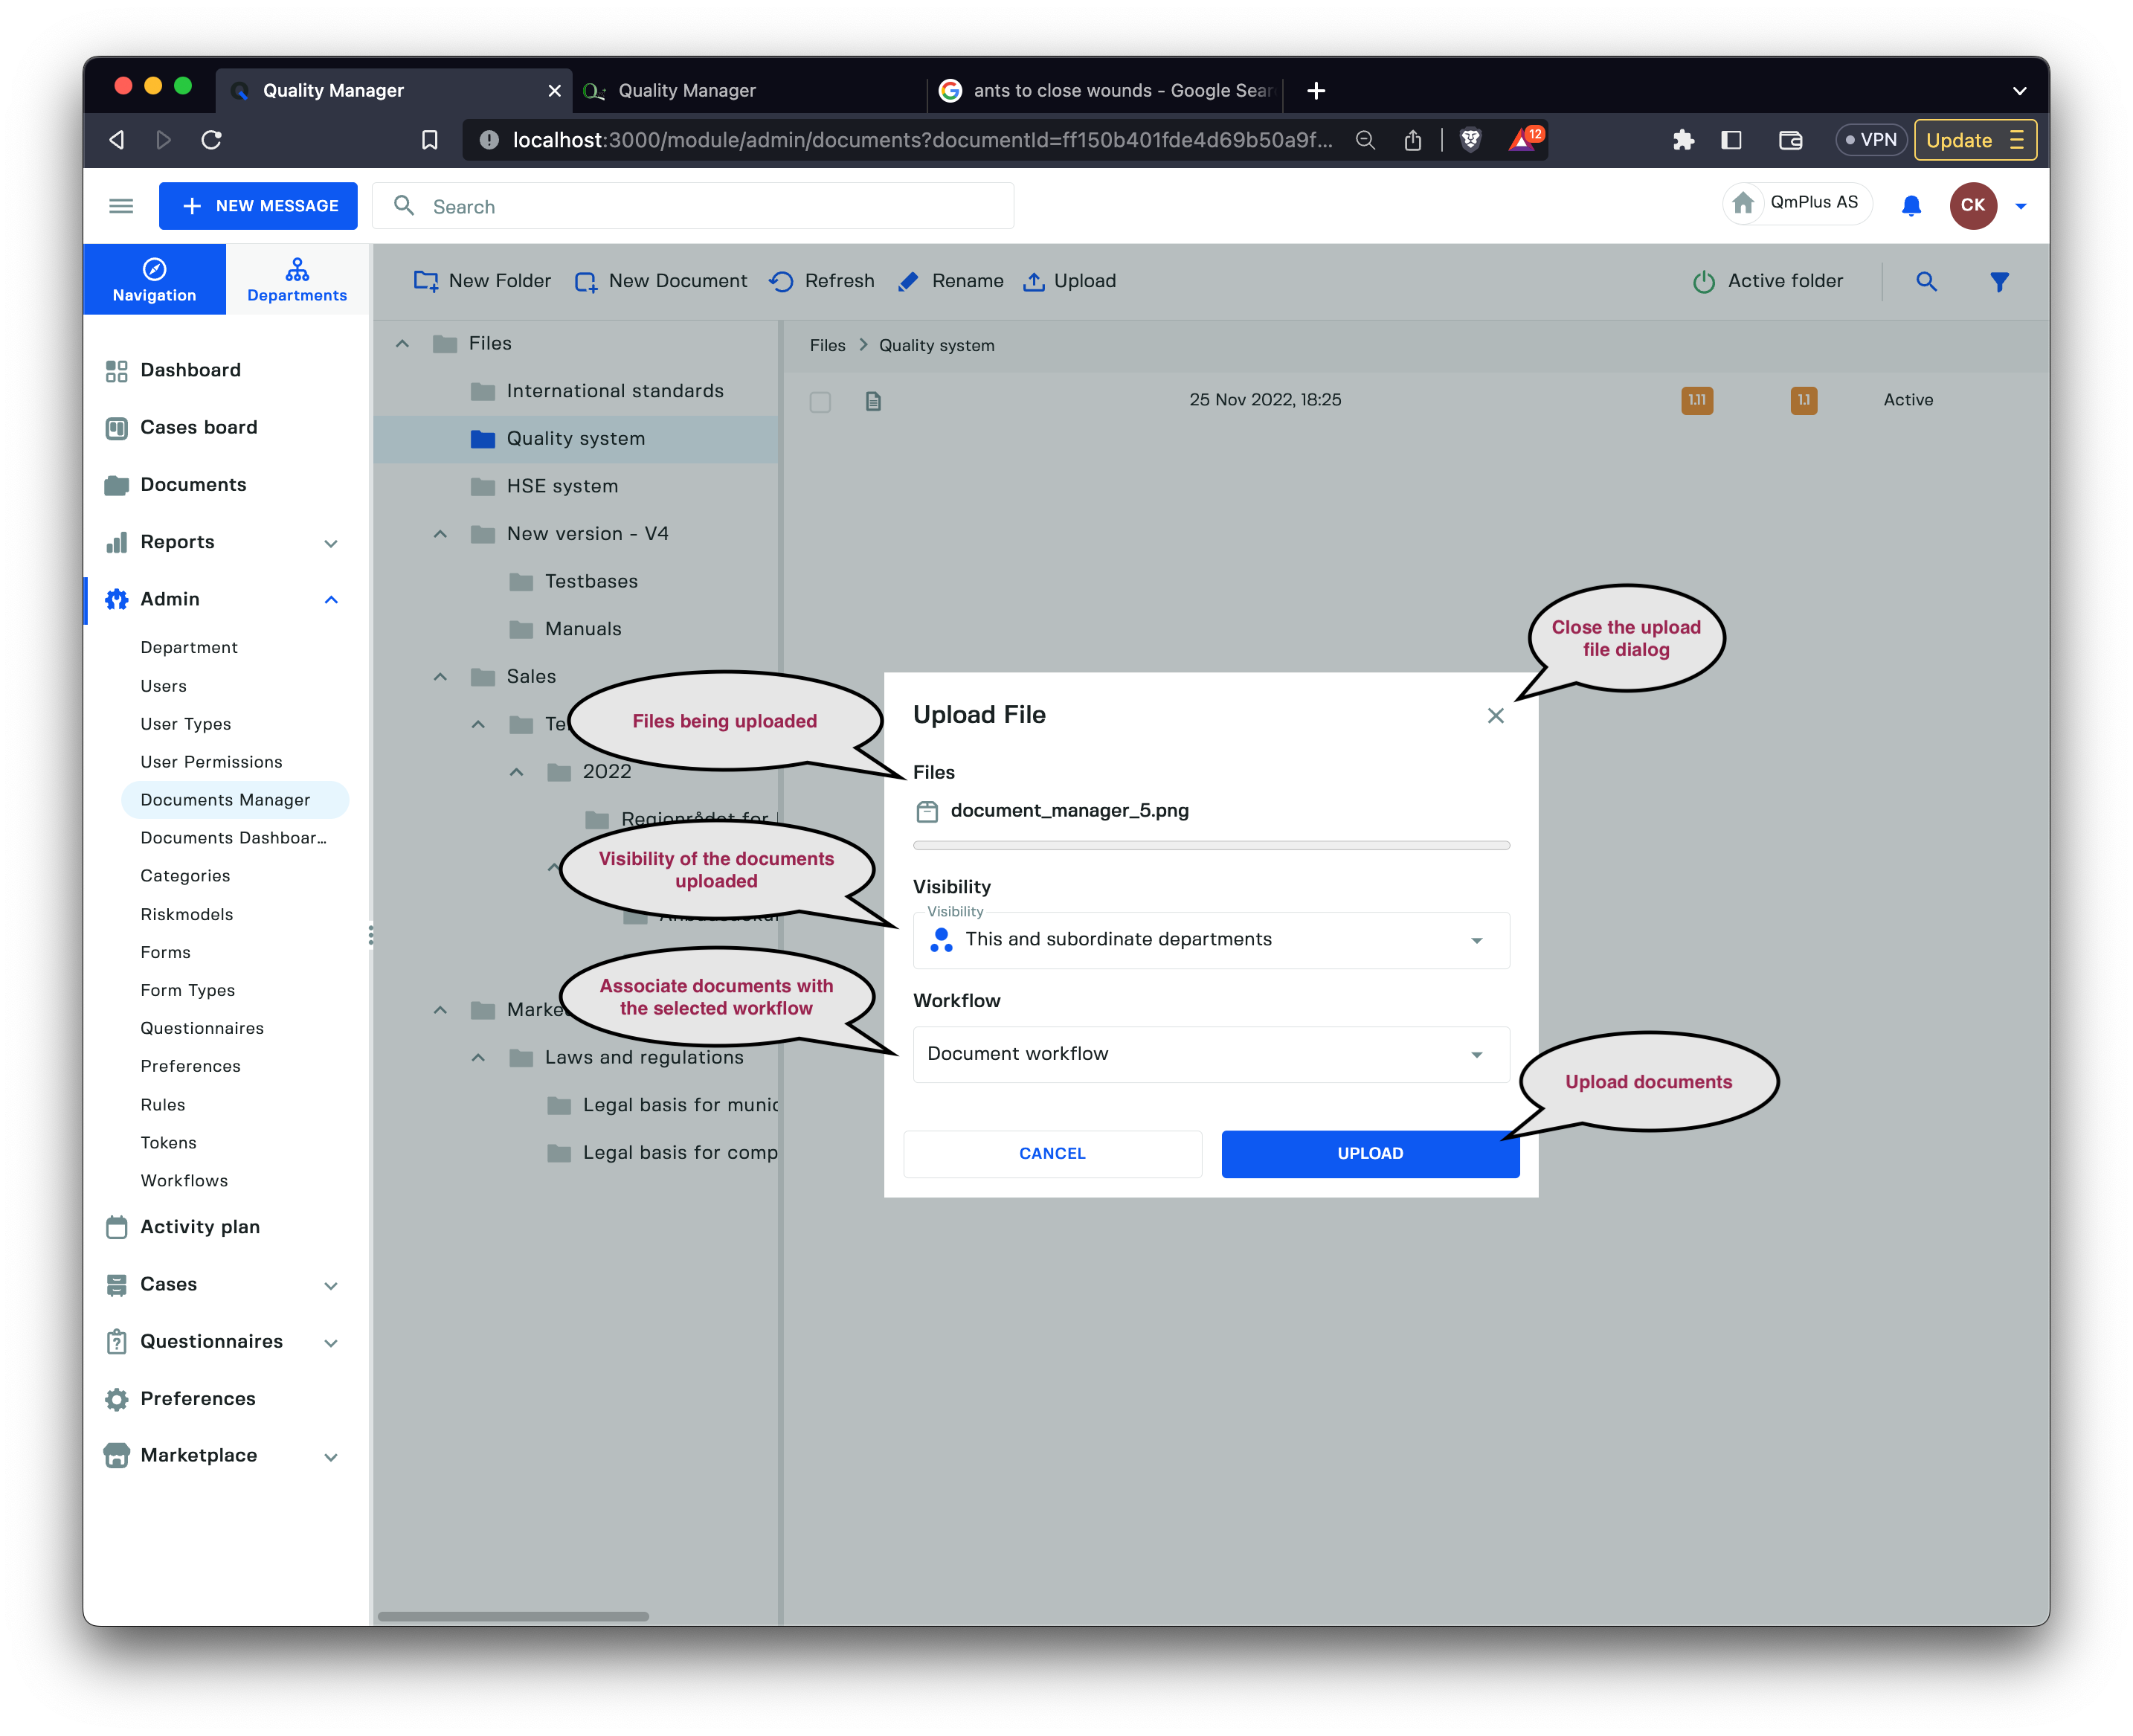 Quality Manager
Quality Manager
ants to close wounds - Google Sear
localhost:3000/module/admin/documents?documentId=ff150b401fde4d69b50a9f...
12
VPN
Update
NEW MESSAGE
Search
QmPlus AS
CK
Navigation
Departments
New Folder
New Document
Refresh
Rename
Upload
Active folder
Dashboard
Cases board
Documents
Reports
Admin
Department
Users
User Types
User Permissions
Documents Manager
Documents Dashboar...
Categories
Riskmodels
Forms
Form Types
Questionnaires
Preferences
Rules
Tokens
Workflows
Activity plan
Cases
Questionnaires
Preferences
Marketplace
Files
International standards
Quality system
HSE system
New version - V4
Testbases
Manuals
Sales
Te
2022
Regionrådet for
Marke
Laws and regulations
Legal basis for munic
Legal basis for comp
Files > Quality system
25 Nov 2022, 18:25
1.11
1.1
Active
Close the upload
file dialog
Files being uploaded
Visibility of the documents
uploaded
Associate documents with
the selected workflow
Upload documents
Upload File
Files
document_manager_5.png
Visibility
Visibility
This and subordinate departments
Workflow
Document workflow
CANCEL
UPLOAD